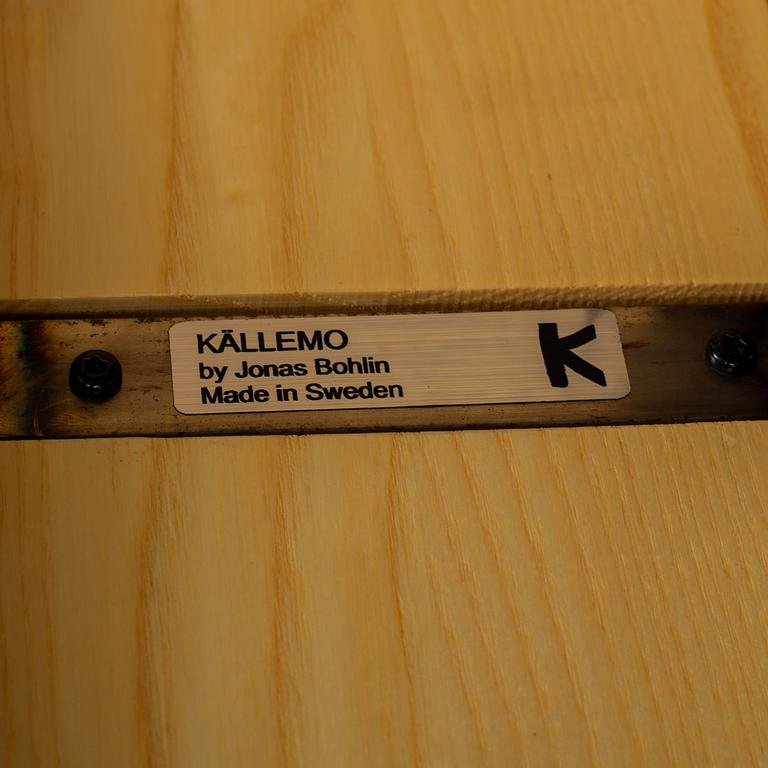 KÄLLEMO
by Jonas Bohlin
Made in Sweden
K